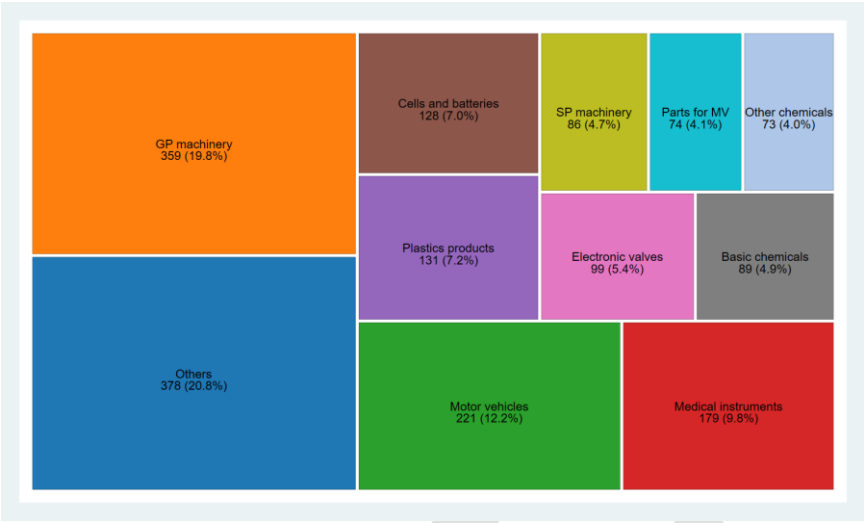 GP machinery
359 (19.8%)
Others
378 (20.8%)
Cells and batteries
128 (7.0%)
Plastics products
131 (7.2%)
SP machinery
86 (4.7%)
Parts for MV
74 (4.1%)
Other chemicals
73 (4.0%)
Electronic valves
99 (5.4%)
Basic chemicals
89 (4.9%)
Motor vehicles
221 (12.2%)
Medical instruments
179 (9.8%)